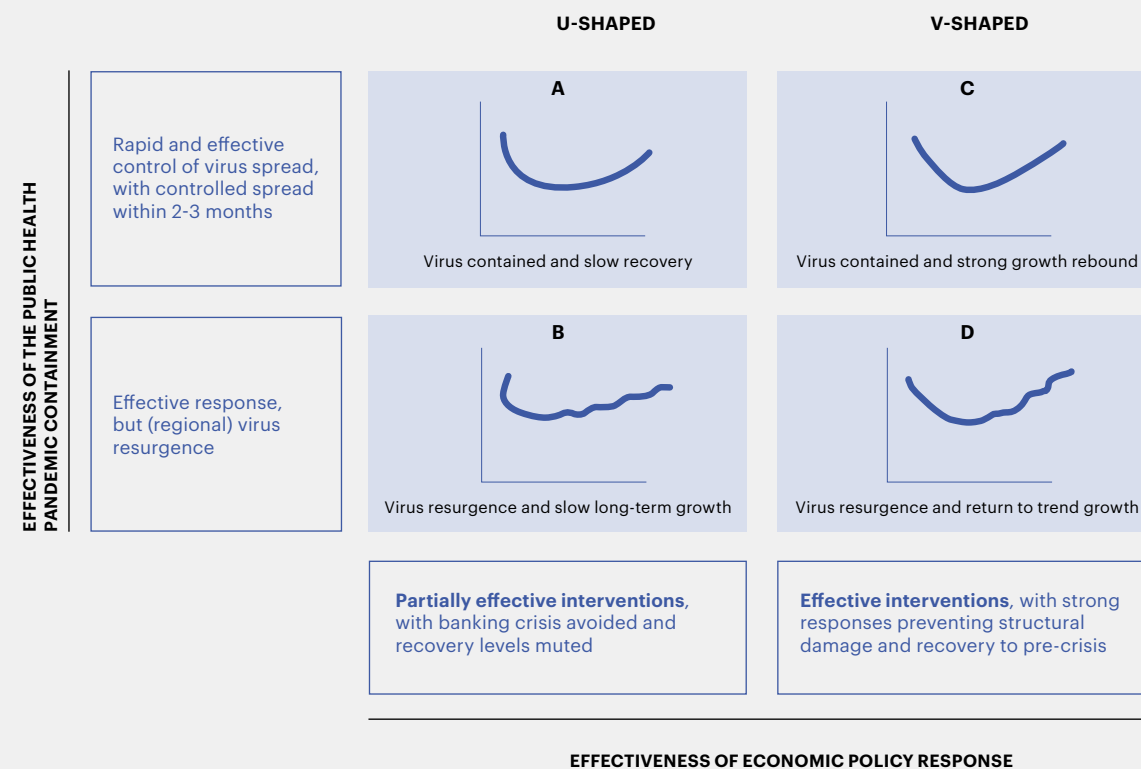 U-SHAPED
V-SHAPED
EFFECTIVENESS OF THE PUBLIC HEALTH
PANDEMIC CONTAINMENT
Rapid and effective
control of virus spread,
with controlled spread
within 2-3 months
A
Virus contained and slow recovery
C
Virus contained and strong growth rebound
Effective response,
but (regional) virus
resurgence
B
Virus resurgence and slow long-term growth
D
Virus resurgence and return to trend growth
Partially effective interventions,
with banking crisis avoided and
recovery levels muted
Effective interventions, with strong
responses preventing structural
damage and recovery to pre-crisis
EFFECTIVENESS OF ECONOMIC POLICY RESPONSE